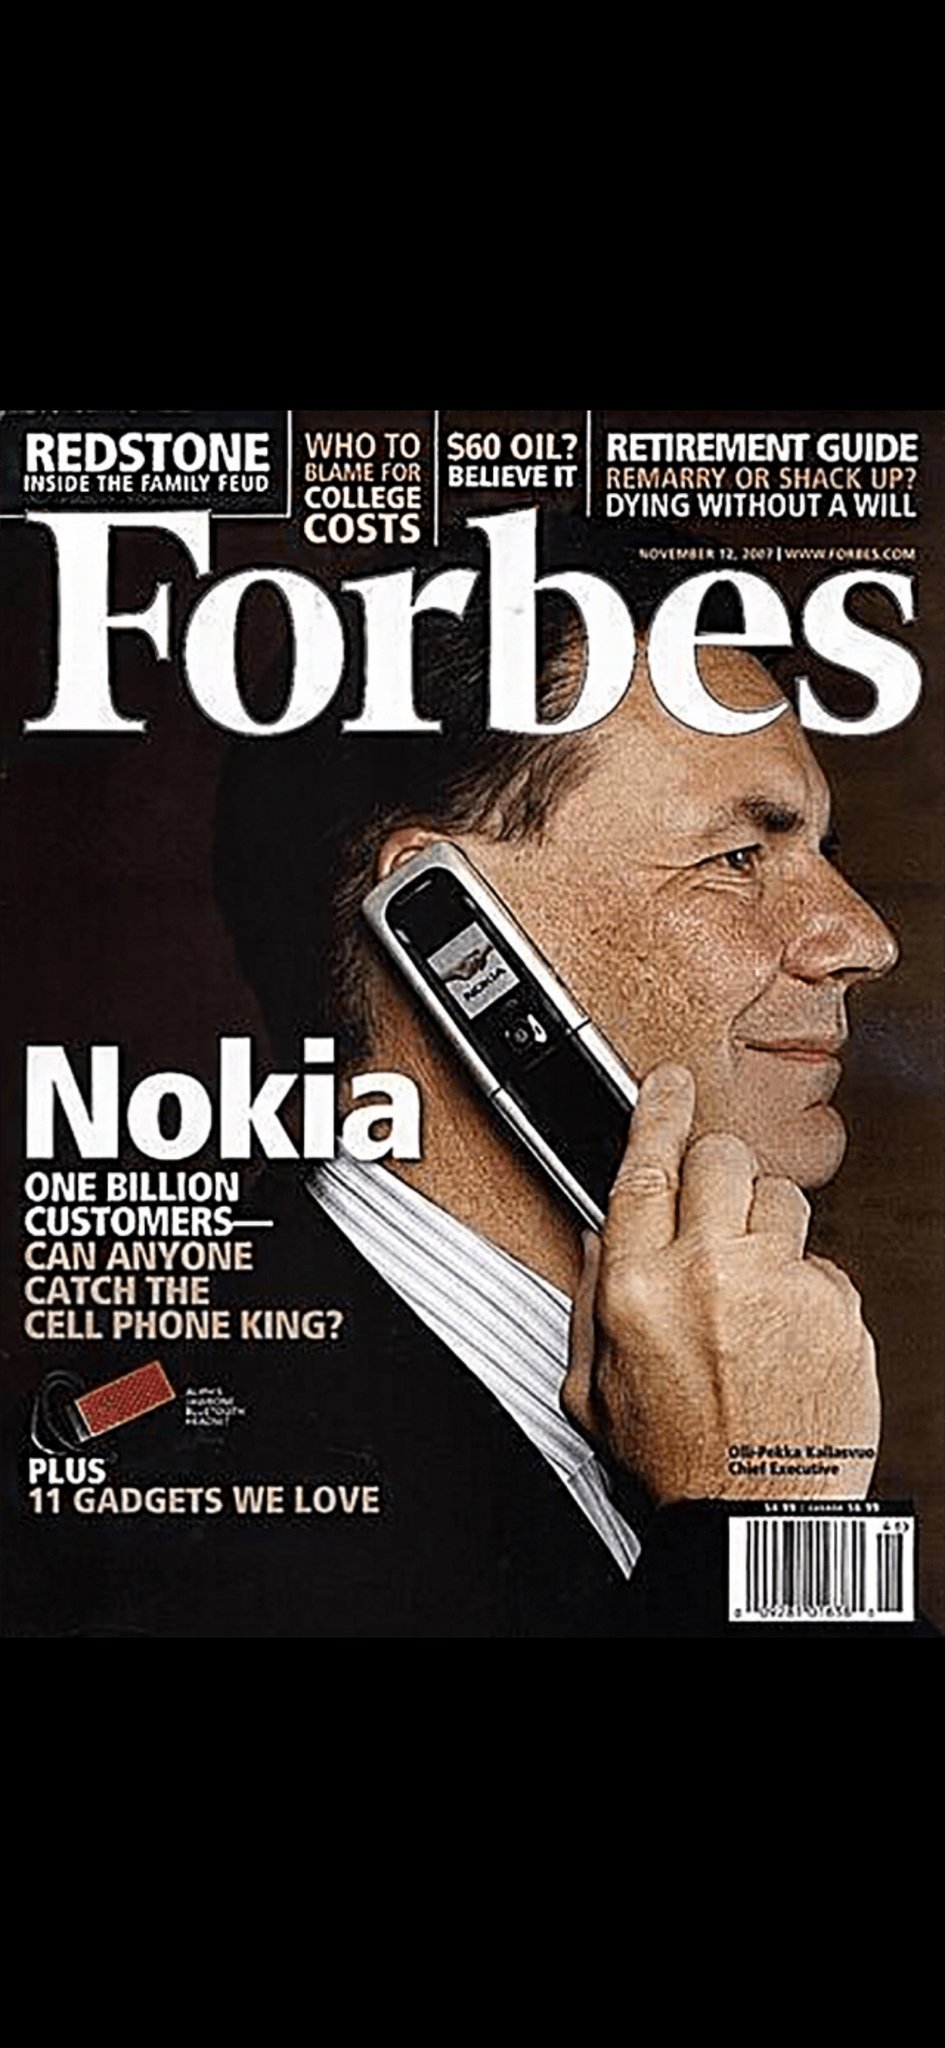 REDSTONE
INSIDE THE FAMILY FEUD
WHO TO
BLAME FOR
COLLEGE
COSTS
$60 OIL?
BELIEVE IT
RETIREMENT GUIDE
REMARRY OR SHACK UP?
DYING WITHOUT A WILL
NOVEMBER 12, 2007 | WWW.FORBES.COM
Forbes
NOKIA
Nokia
ONE BILLION
CUSTOMERS—
CAN ANYONE
CATCH THE
CELL PHONE KING?
BLUETOOTH
HEADSET
PLUS
11 GADGETS WE LOVE
Olli-Pekka Kallasvuo
Chief Executive